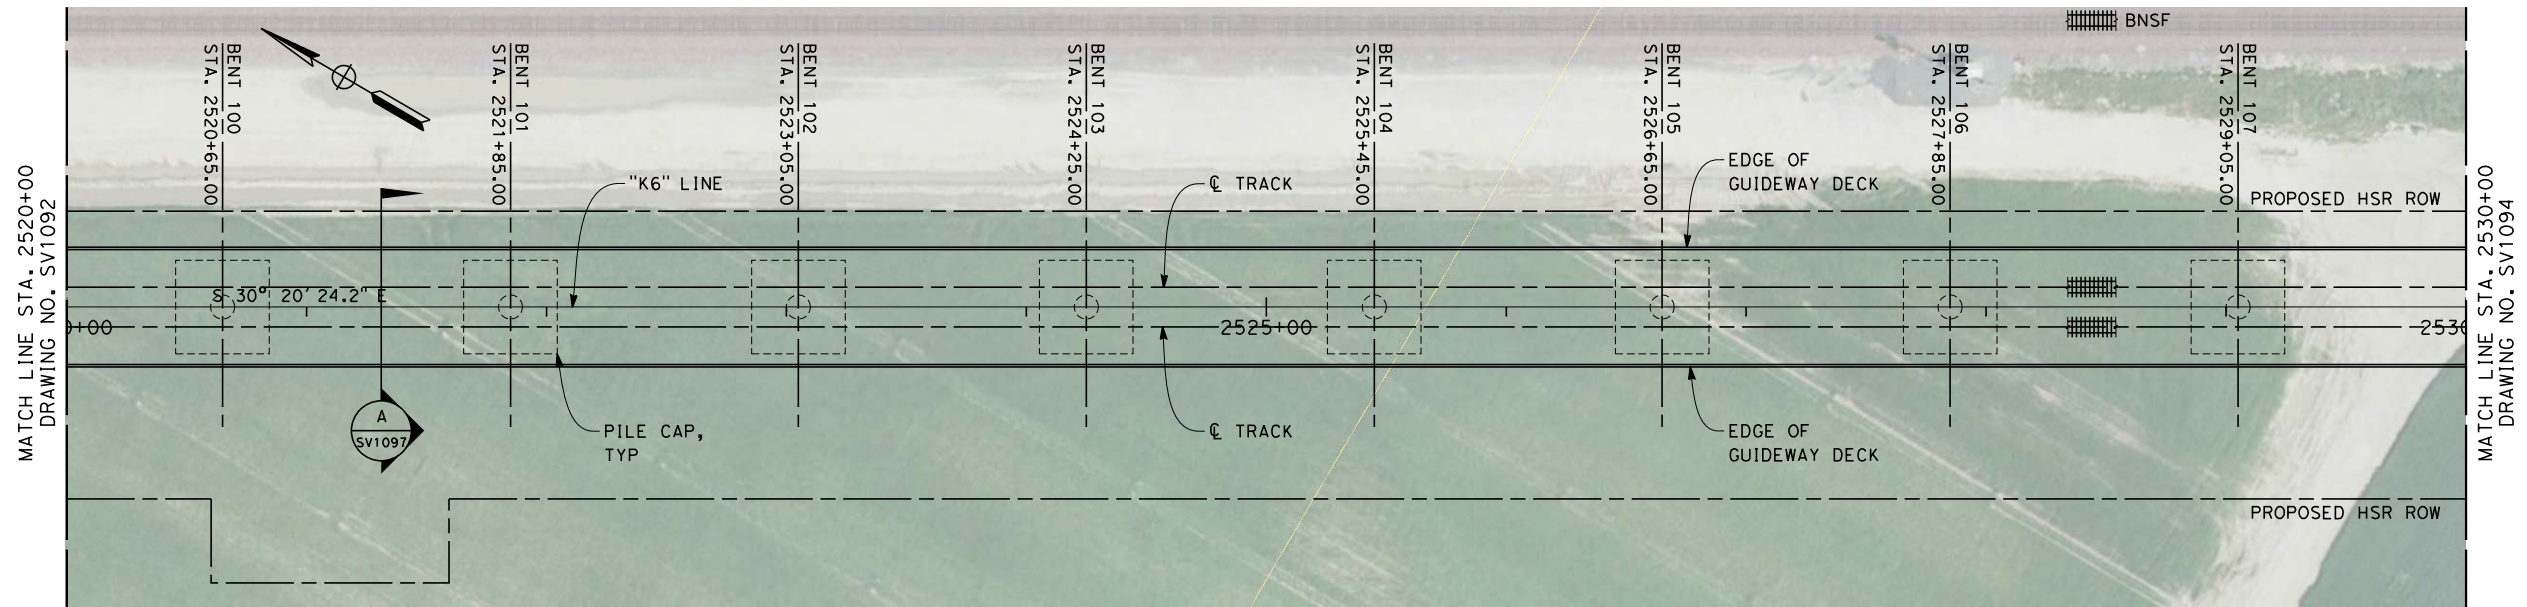 BNSF
BENT 100
STA. 2520+65.00
BENT 101
STA. 2521+85.00
BENT 102
STA. 2523+05.00
BENT 103
STA. 2524+25.00
BENT 104
STA. 2525+45.00
BENT 105
STA. 2526+65.00
BENT 106
STA. 2527+85.00
BENT 107
STA. 2529+05.00
MATCH LINE STA. 2520+00
DRAWING NO. SV1092
"K6" LINE
℄ TRACK
EDGE OF
GUIDEWAY DECK
PROPOSED HSR ROW
MATCH LINE STA. 2530+00
DRAWING NO. SV1094
S 30° 20' 24.2" E
0+00
2525+00
2530
A
SV1097
PILE CAP,
TYP
℄ TRACK
EDGE OF
GUIDEWAY DECK
PROPOSED HSR ROW